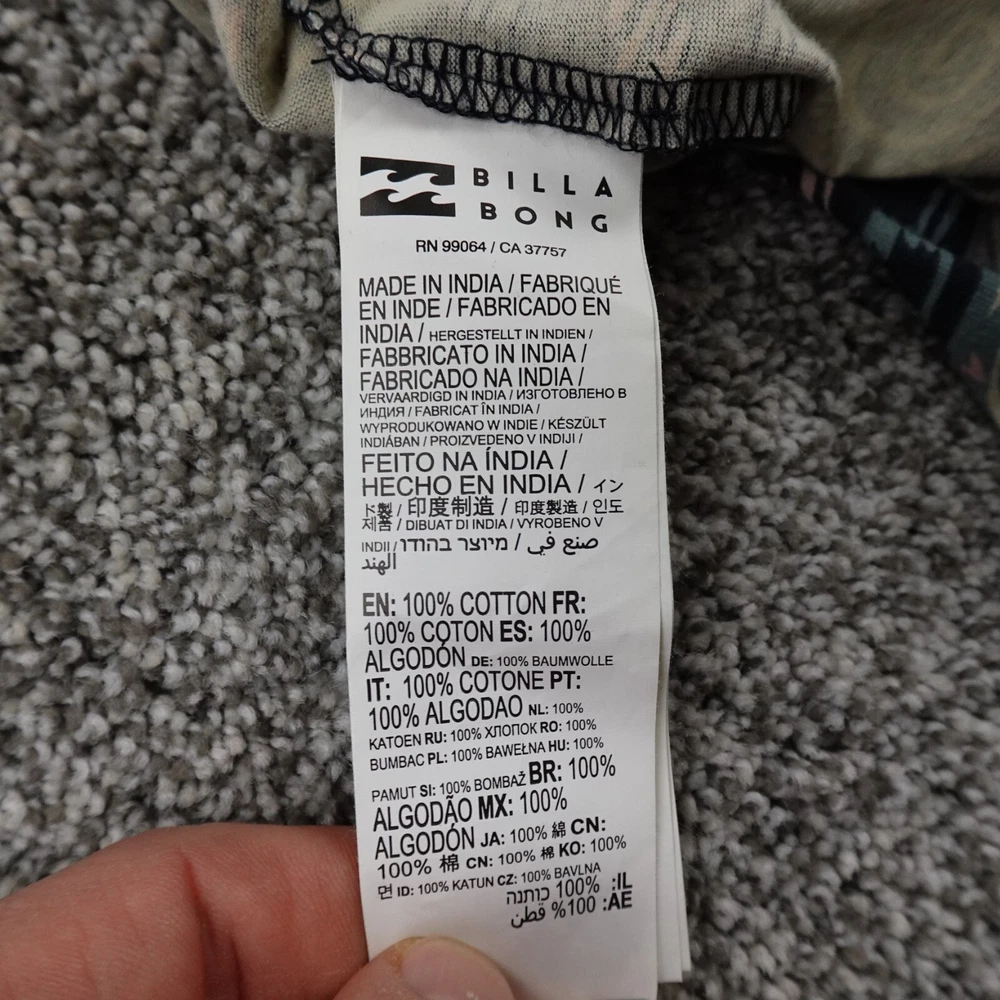 BILLA
BONG
RN 99064 / CA 37757
MADE IN INDIA / FABRIQUÉ
EN INDE / FABRICADO EN
INDIA / HERGESTELLT IN INDIEN /
FABBRICATO IN INDIA /
FABRICADO NA INDIA /
VERVAARDIGD IN INDIA / ИЗГОТОВЛЕНО В
ИНДИЯ / FABRICAT ÎN INDIA /
WYPRODUKOWANO W INDIE / KÉSZÜLT
INDIÁBAN / PROIZVEDENO V INDIJI /
FEITO NA ÍNDIA /
HECHO EN INDIA / イン
ド製 / 印度制造 / 印度製造 / 인도
제품 / DIBUAT DI INDIA / VYROBENO V
INDII / מיוצר בהודו / صنع في
الهند
EN: 100% COTTON FR:
100% COTON ES: 100%
ALGODÓN DE: 100% BAUMWOLLE
IT: 100% COTONE PT:
100% ALGODAO NL: 100%
KATOEN RU: 100% ХЛОПОК RO: 100%
BUMBAC PL: 100% BAWEŁNA HU: 100%
PAMUT SI: 100% BOMBAŽ BR: 100%
ALGODÃO MX: 100%
ALGODÓN JA: 100% 綿 CN:
100% 棉 CN: 100% 棉 KO: 100%
면 ID: 100% KATUN CZ: 100% BAVLNA
IL: 100% כותנה
AE: 100% قطن